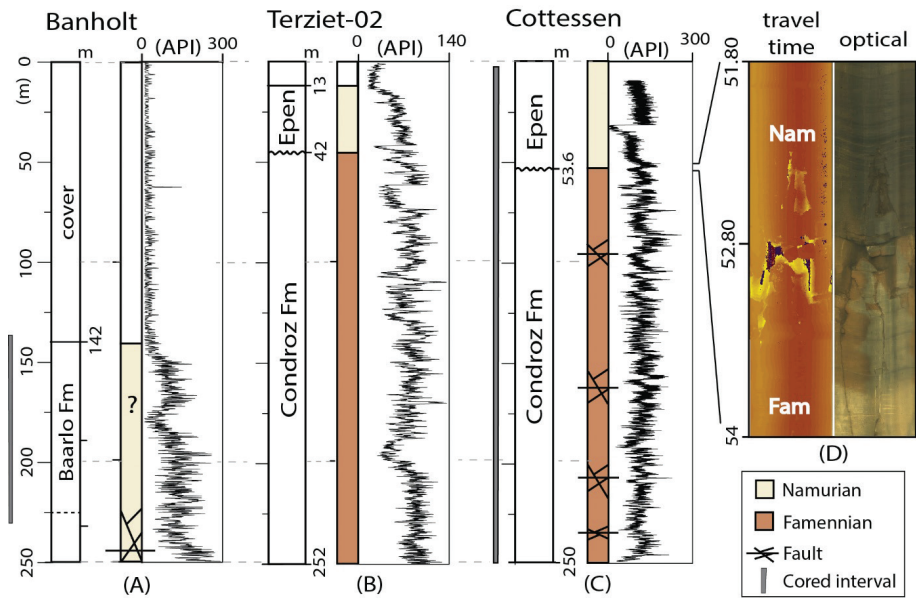 Banholt
0 300
m (API)
0
(m)
50
100
150
200
250
cover
142
Baarlo Fm
?
(A)
Terziet-02
0 140
m (API)
13
Epen
42
Condroz Fm
252
(B)
Cottessen
0 300
m (API)
Epen
53.6
Condroz Fm
250
(C)
travel
time
optical
51.80
Nam
52.80
Fam
54
(D)
Namurian
Famennian
Fault
Cored interval